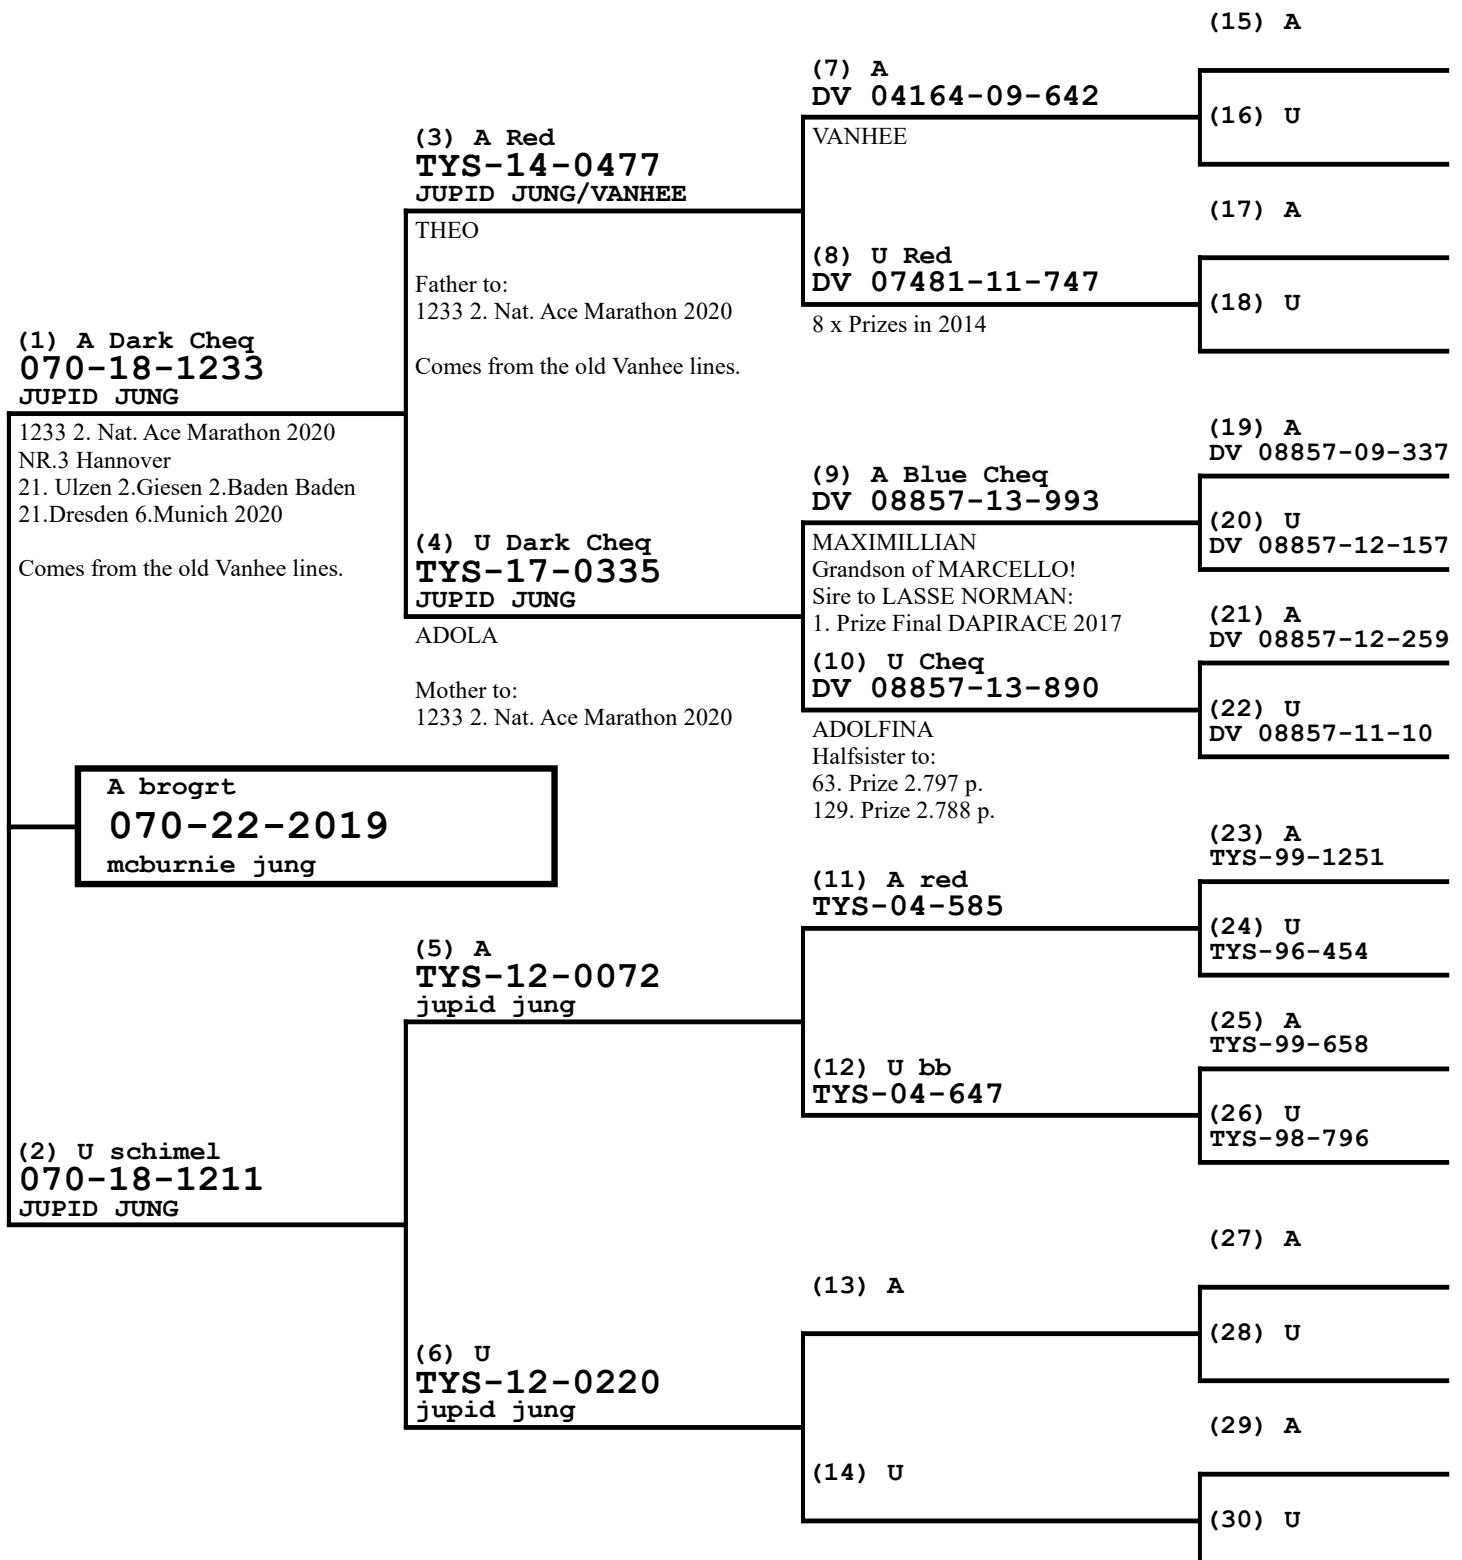 (1) A Dark Cheq
070-18-1233
JUPID JUNG
1233 2. Nat. Ace Marathon 2020
NR.3 Hannover
21. Ulzen 2.Giesen 2.Baden Baden
21.Dresden 6.Munich 2020
Comes from the old Vanhee lines.
A brogrt
070-22-2019
mcburnie jung
(2) U schimel
070-18-1211
JUPID JUNG
(3) A Red
TYS-14-0477
JUPID JUNG/VANHEE
THEO
Father to:
1233 2. Nat. Ace Marathon 2020
Comes from the old Vanhee lines.
(4) U Dark Cheq
TYS-17-0335
JUPID JUNG
ADOLA
Mother to:
1233 2. Nat. Ace Marathon 2020
(5) A
TYS-12-0072
jupid jung
(6) U
TYS-12-0220
jupid jung
(7) A
DV 04164-09-642
VANHEE
(8) U Red
DV 07481-11-747
8 x Prizes in 2014
(9) A Blue Cheq
DV 08857-13-993
MAXIMILLIAN
Grandson of MARCELLO!
Sire to LASSE NORMAN:
1. Prize Final DAPIRACE 2017
(10) U Cheq
DV 08857-13-890
ADOLFINA
Halfsister to:
63. Prize 2.797 p.
129. Prize 2.788 p.
(11) A red
TYS-04-585
(12) U bb
TYS-04-647
(13) A
(14) U
(15) A
(16) U
(17) A
(18) U
(19) A
DV 08857-09-337
(20) U
DV 08857-12-157
(21) A
DV 08857-12-259
(22) U
DV 08857-11-10
(23) A
TYS-99-1251
(24) U
TYS-96-454
(25) A
TYS-99-658
(26) U
TYS-98-796
(27) A
(28) U
(29) A
(30) U